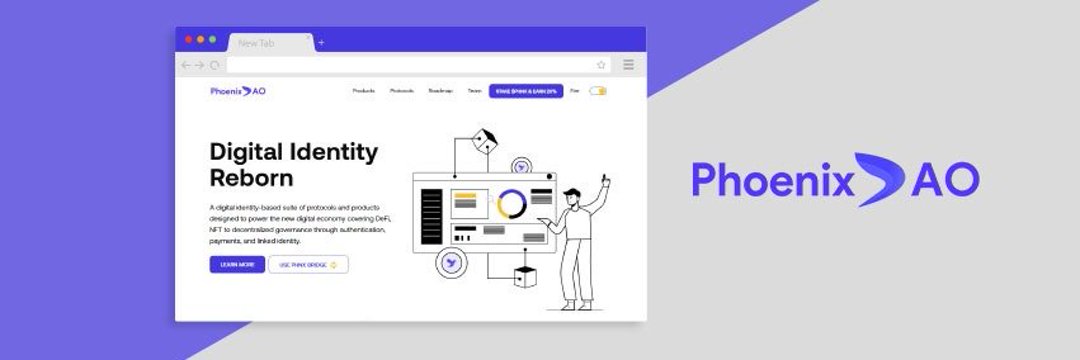 New Tab
PhoenixDAO
Products Protocols Roadmap Team STAKE $PHNX & EARN 20% Fire
Digital Identity
Reborn
A digital identity-based suite of protocols and products
designed to power the new digital economy covering DeFi,
NFT to decentralized governance through authentication,
payments, and linked identity.
LEARN MORE USE PHNX BRIDGE
PhoenixDAO